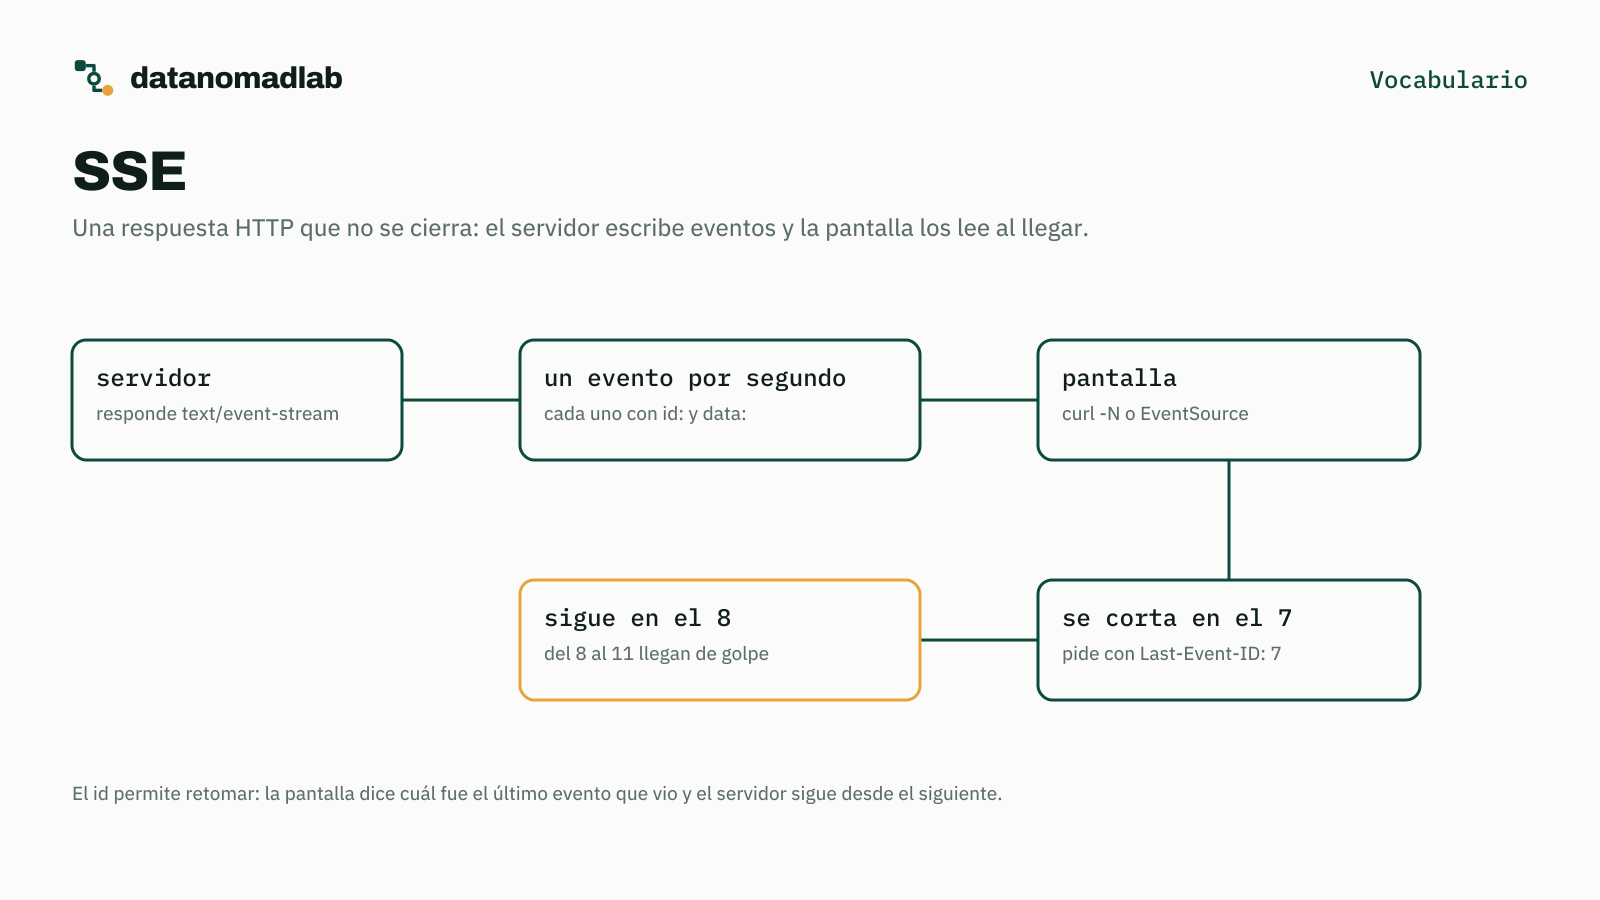 datanomadlab
Vocabulario
SSE
Una respuesta HTTP que no se cierra: el servidor escribe eventos y la pantalla los lee al llegar.
servidor
responde text/event-stream
un evento por segundo
cada uno con id: y data:
pantalla
curl -N o EventSource
sigue en el 8
del 8 al 11 llegan de golpe
se corta en el 7
pide con Last-Event-ID: 7
El id permite retomar: la pantalla dice cuál fue el último evento que vio y el servidor sigue desde el siguiente.